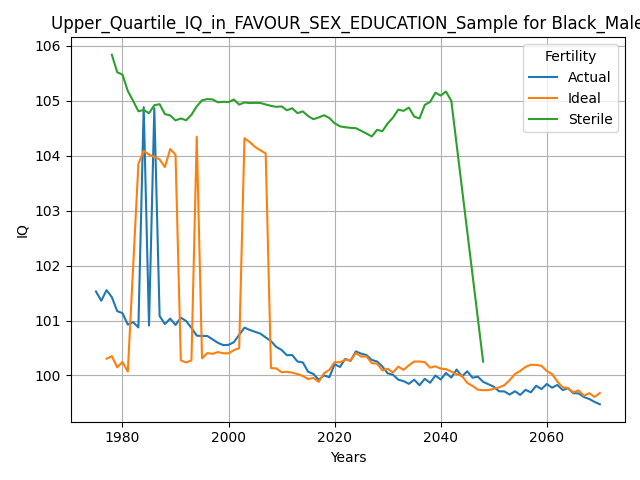 Upper_Quartile_IQ_in_FAVOUR_SEX_EDUCATION_Sample for Black_Male
Fertility
Actual
Ideal
Sterile
IQ
106
105
104
103
102
101
100
1980
2000
2020
2040
2060
Years